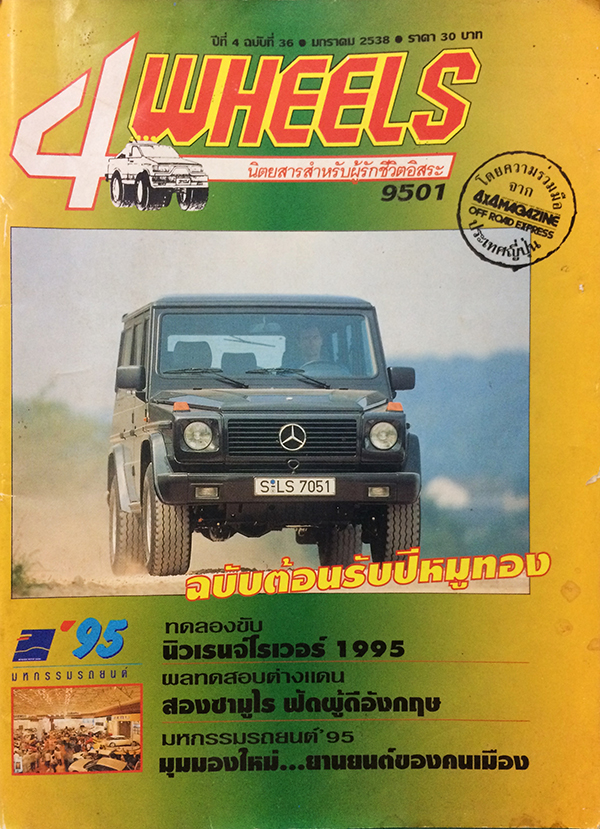 ปีที่ 4 ฉบับที่ 36 ● มกราคม 2538 ● ราคา 30 บาท
4 WHEELS
นิตยสารสำหรับผู้รักชีวิตอิสระ
9501
โดยความร่วมมือ
จาก
4x4MAGAZINE
OFF ROAD EXPRESS
ประเทศญี่ปุ่น
S LS 7051
ฉบับต้อนรับปีหมูทอง
'95
มหกรรมรถยนต์
ทดลองขับ
นิวเรนจ์โรเวอร์ 1995
ผลทดสอบต่างแดน
สองซามูไร ฟัดผู้ดีอังกฤษ
มหกรรมรถยนต์ '95
มุมมองใหม่...ยานยนต์ของคนเมือง